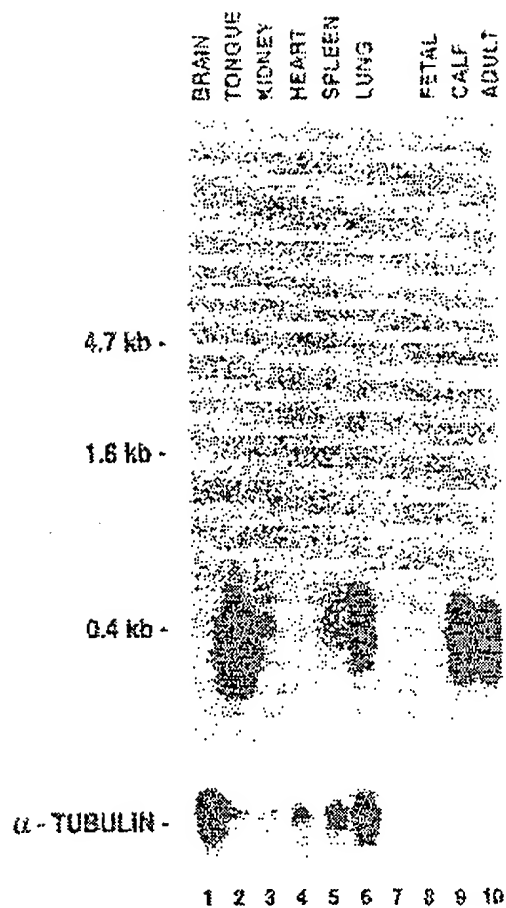 BRAIN TONGUE KIDNEY HEART SPLEEN LUNG FETAL CALF ADULT
4.7 kb -
1.6 kb -
0.4 kb -
α - TUBULIN -
1 2 3 4 5 6 7 8 9 10